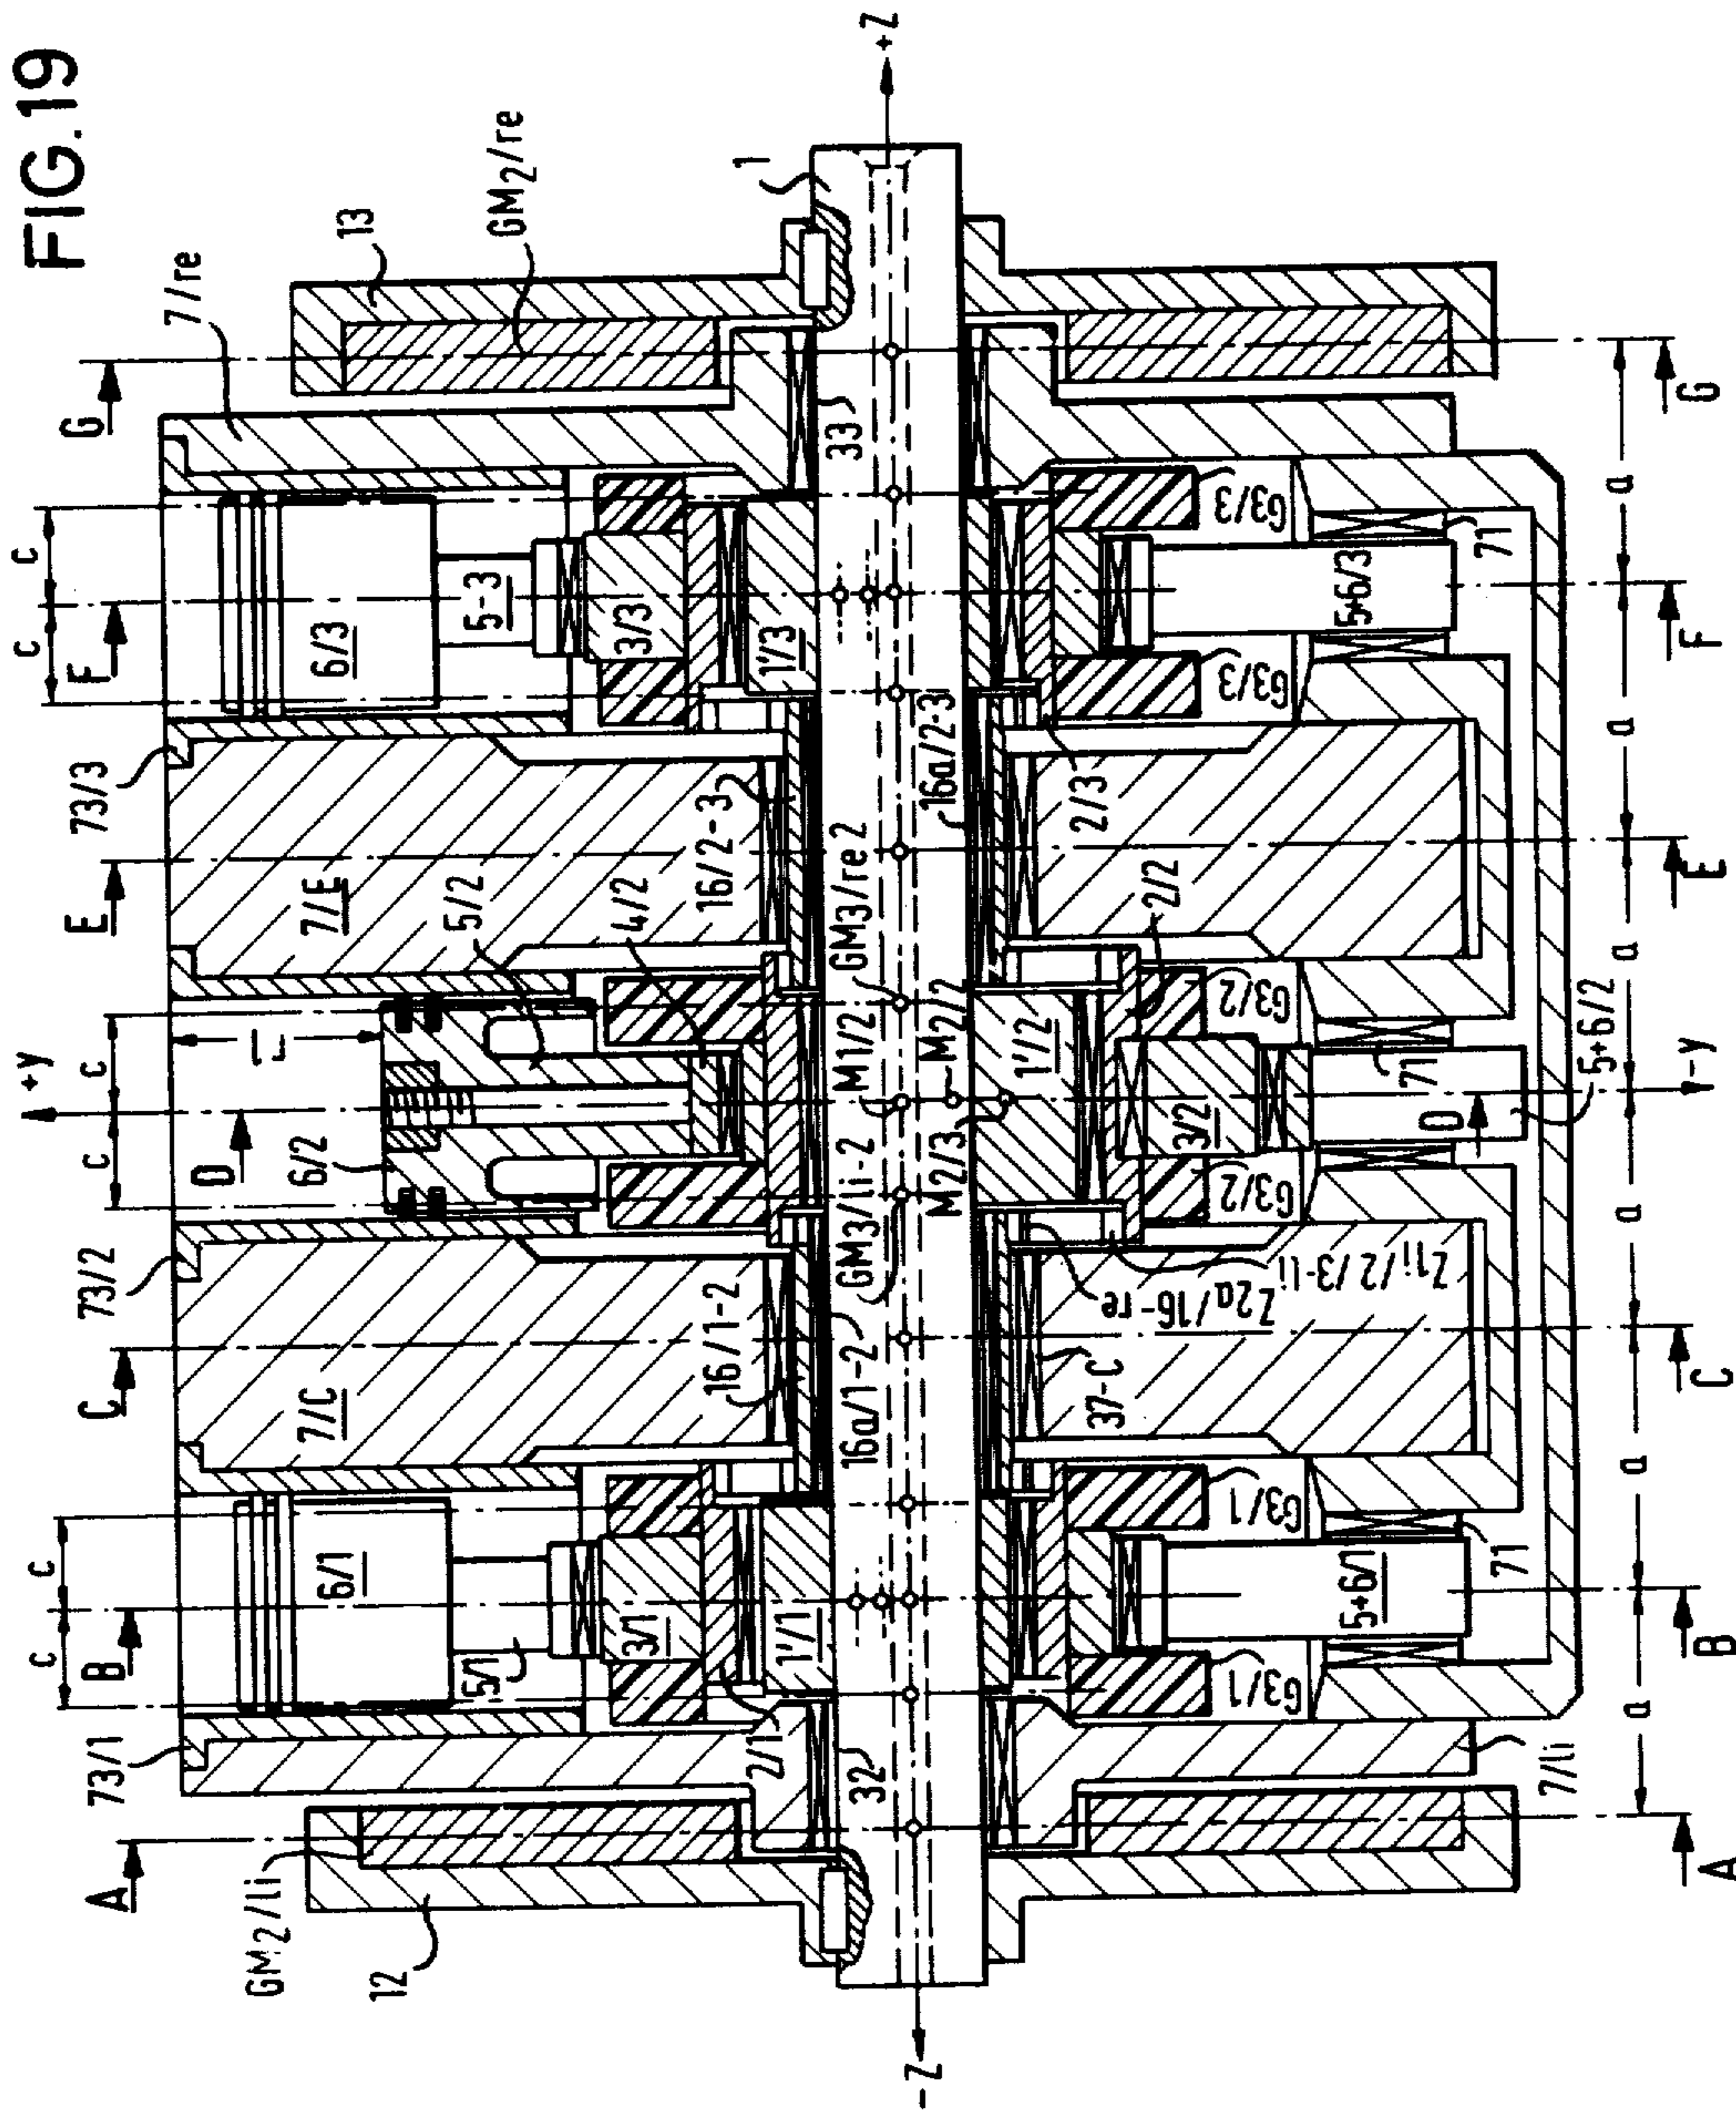 FIG.19
A
B
C
D
E
F
G
c
c
c
c
c
c
+y
L
GM2/li
12
73/1
73/2
73/3
7/re
13
GM2/re
6/1
5/1
3/1
2/1
1'/1
7/C
16/1-2
16a/1-2
6/2
5/2
4/2
7/E
16/2-3
6/3
5-3
3/3
1'/3
33
1
32
-Z
+Z
GM3/li-2
M1/2
GM3/re2
M2/2
M2/3
1'/2
16a/2-3
2/3
2/2
37-C
Z2a/16-re
Z1i/2/3-li
G3/1
G3/1
G3/2
G3/2
G3/3
G3/3
3/2
5+6/1
5+6/2
5+6/3
71
71
71
7/li
-y
a
a
a
a
a
a
A
B
C
D
E
F
G